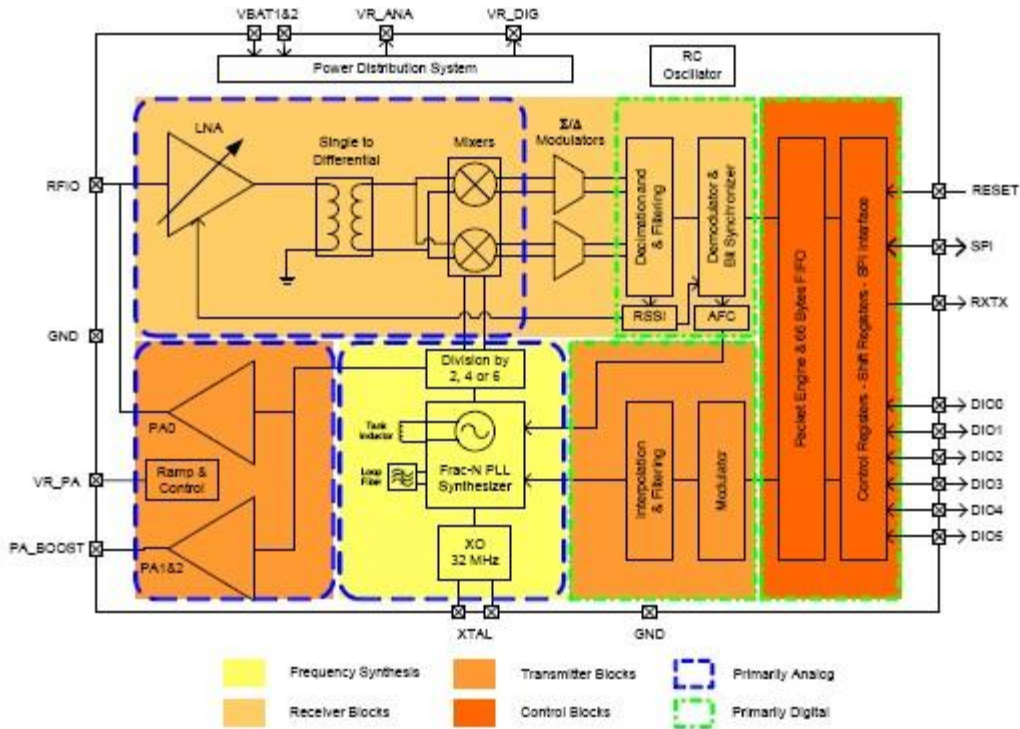 VBAT1&2
VR_ANA
VR_DIG
Power Distribution System
RC
Oscillator
LNA
Single to
Differential
Mixers
Σ/Δ
Modulators
RFIO
Decimation and
& Filtering
Demodulator &
Bit Synchronizer
RSSI
AFC
Packet Engine & 66 Bytes FIFO
Control Registers - Shift Registers - SPI Interface
RESET
SPI
RXTX
GND
Division by
2, 4 or 6
PA0
Tank
Inductor
Loop
Filter
Frac-N PLL
Synthesizer
Interpolation
& Filtering
Modulator
DIO0
DIO1
DIO2
DIO3
DIO4
DIO5
VR_PA
Ramp &
Control
PA_BOOST
PA1&2
XO
32 MHz
XTAL
GND
Frequency Synthesis
Transmitter Blocks
Primarily Analog
Receiver Blocks
Control Blocks
Primarily Digital